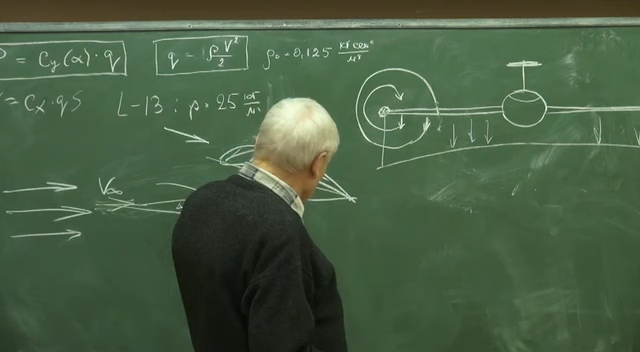 = Cy(α) · q
q = ρV²/2
ρ₀ = 0,125 кг сек²/м⁴
= Cx · qS
L-13 : p = 25 кг/м²
V∞